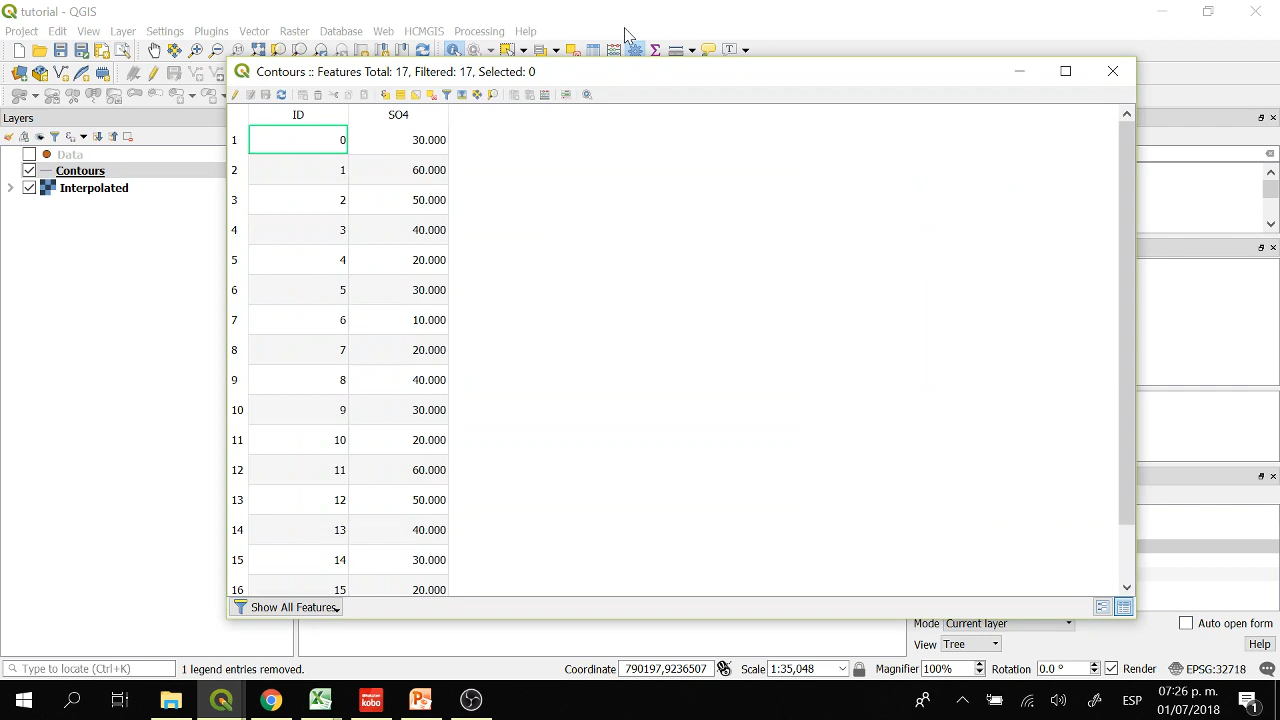 tutorial - QGIS
Project Edit View Layer Settings Plugins Vector Raster Database Web HCMGIS Processing Help
Contours :: Features Total: 17, Filtered: 17, Selected: 0
Layers
Data
Contours
Interpolated
ID SO4
1 0 30.000
2 1 60.000
3 2 50.000
4 3 40.000
5 4 20.000
6 5 30.000
7 6 10.000
8 7 20.000
9 8 40.000
10 9 30.000
11 10 20.000
12 11 60.000
13 12 50.000
14 13 40.000
15 14 30.000
16 15 20.000
Show All Features
Mode Current layer Auto open form
View Tree Help
Type to locate (Ctrl+K) 1 legend entries removed. Coordinate 790197,9236507 Scale 1:35,048 Magnifier 100% Rotation 0.0 ° Render EPSG:32718
kobo ESP 07:26 p. m.
01/07/2018 1